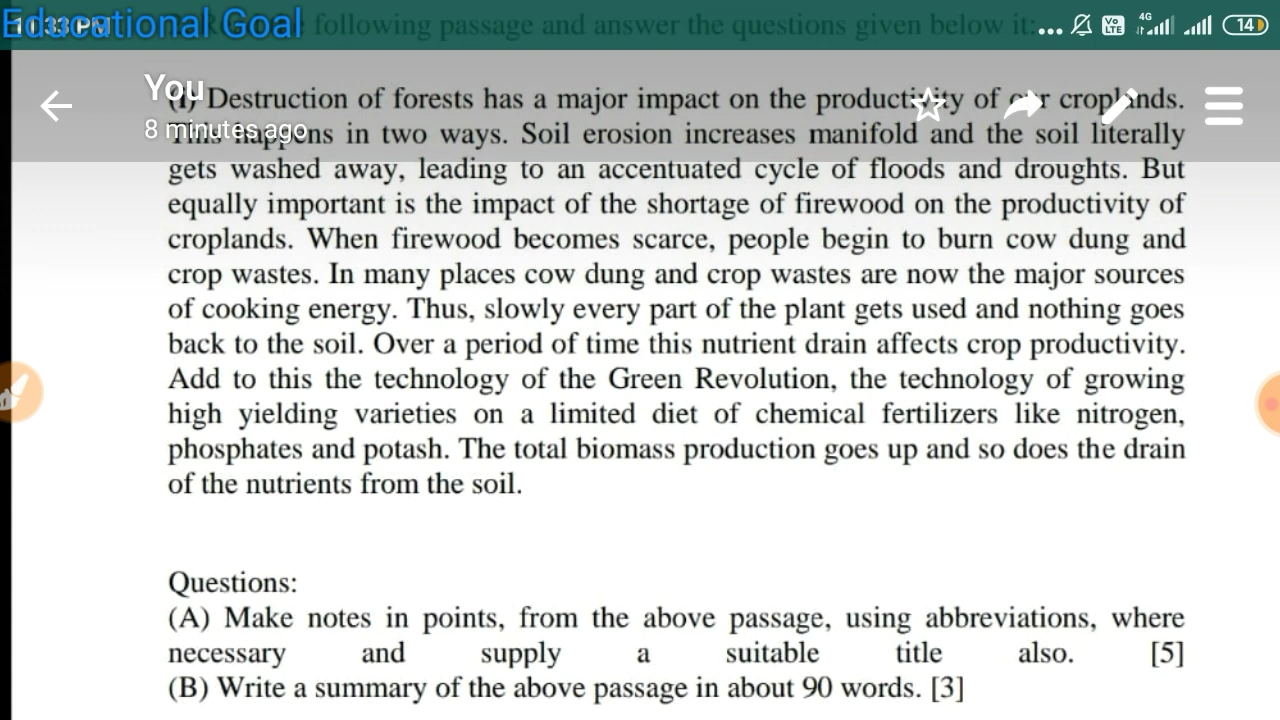 Educational Goal
11:33 PM
following passage and answer the questions given below it:
4G
Vo
LTE
14
You
8 minutes ago
(i) Destruction of forests has a major impact on the productivity of our croplands.
This happens in two ways. Soil erosion increases manifold and the soil literally
gets washed away, leading to an accentuated cycle of floods and droughts. But
equally important is the impact of the shortage of firewood on the productivity of
croplands. When firewood becomes scarce, people begin to burn cow dung and
crop wastes. In many places cow dung and crop wastes are now the major sources
of cooking energy. Thus, slowly every part of the plant gets used and nothing goes
back to the soil. Over a period of time this nutrient drain affects crop productivity.
Add to this the technology of the Green Revolution, the technology of growing
high yielding varieties on a limited diet of chemical fertilizers like nitrogen,
phosphates and potash. The total biomass production goes up and so does the drain
of the nutrients from the soil.
Questions:
(A) Make notes in points, from the above passage, using abbreviations, where
necessary and supply a suitable title also. [5]
(B) Write a summary of the above passage in about 90 words. [3]